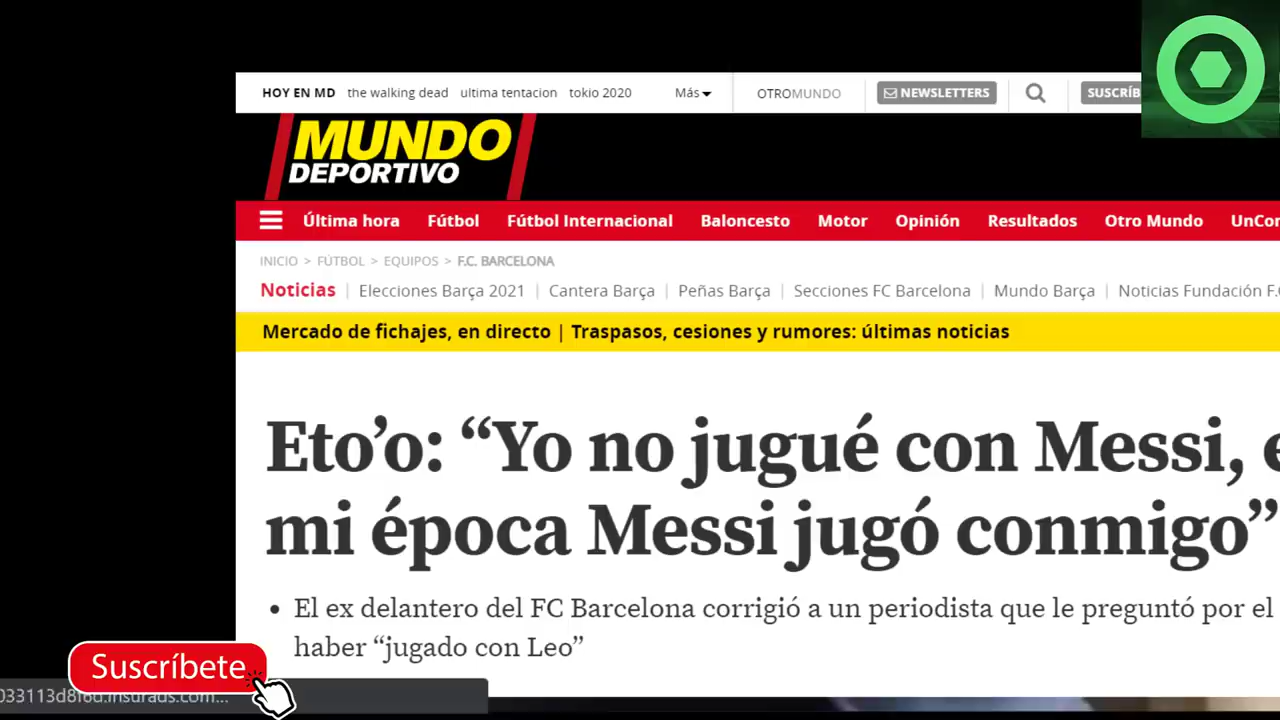 HOY EN MD the walking dead ultima tentacion tokio 2020 Más OTROMUNDO NEWSLETTERS
MUNDO
DEPORTIVO
Última hora Fútbol Fútbol Internacional Baloncesto Motor Opinión Resultados Otro Mundo
INICIO > FÚTBOL > EQUIPOS > F.C. BARCELONA
Noticias | Elecciones Barça 2021 | Cantera Barça | Peñas Barça | Secciones FC Barcelona | Mundo Barça | Noticias Fundación
Mercado de fichajes, en directo | Traspasos, cesiones y rumores: últimas noticias
Eto’o: “Yo no jugué con Messi,
mi época Messi jugó conmigo”
• El ex delantero del FC Barcelona corrigió a un periodista que le preguntó por el
haber “jugado con Leo”
Suscríbete